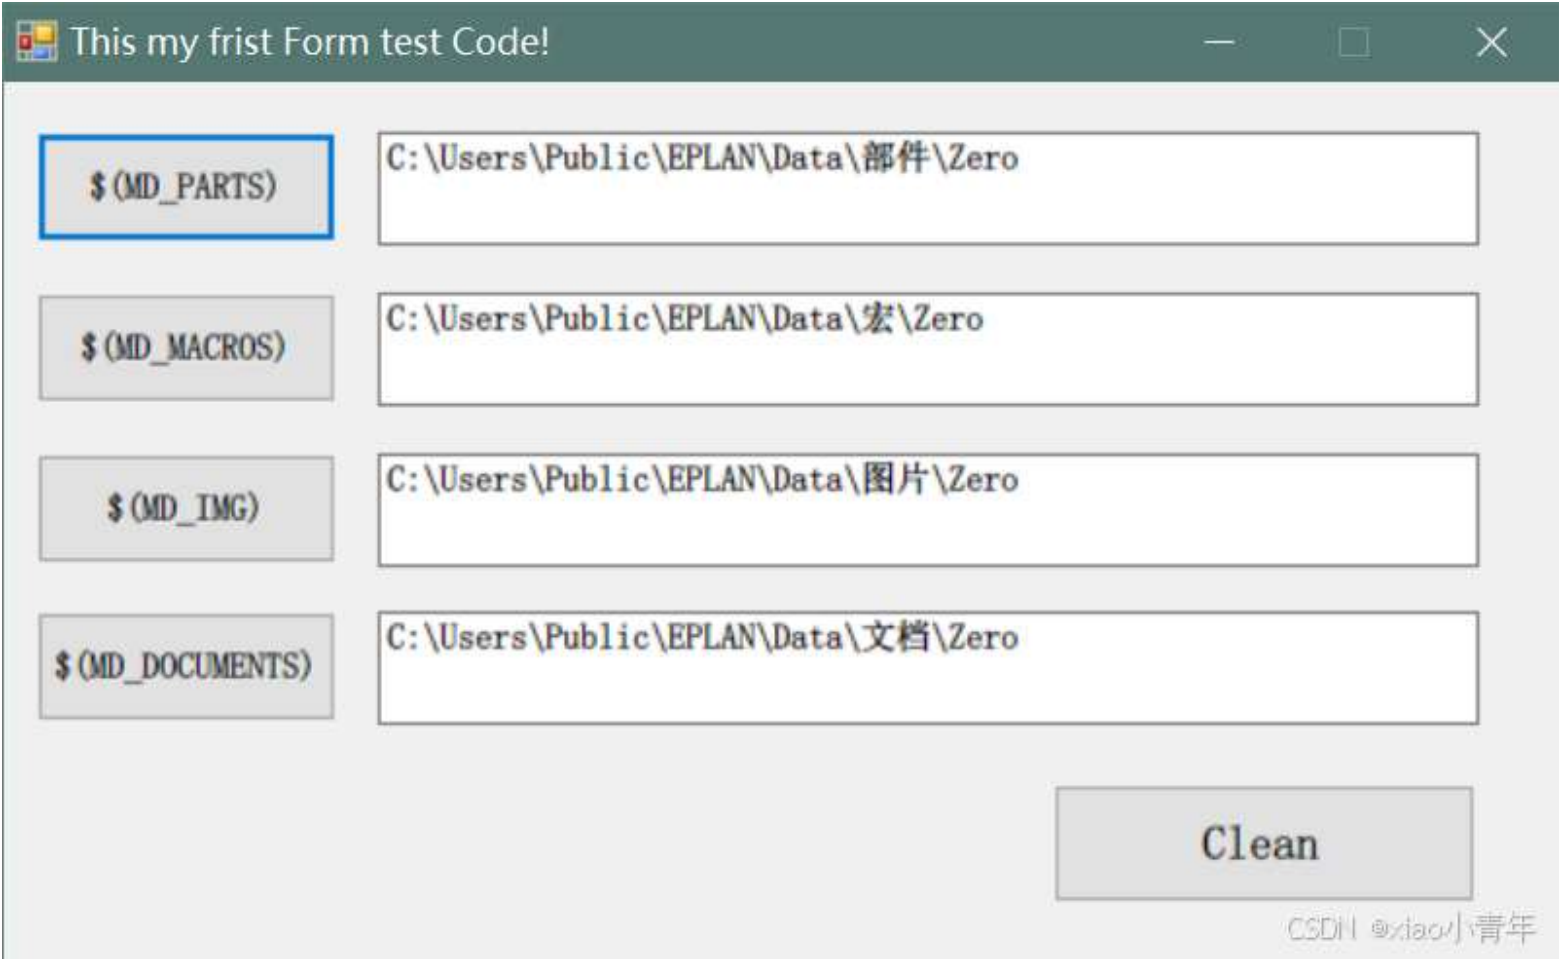 This my frist Form test Code!
$(MD_PARTS)
C:\Users\Public\EPLAN\Data\部件\Zero
$(MD_MACROS)
C:\Users\Public\EPLAN\Data\宏\Zero
$(MD_IMG)
C:\Users\Public\EPLAN\Data\图片\Zero
$(MD_DOCUMENTS)
C:\Users\Public\EPLAN\Data\文档\Zero
Clean
CSDN @xiao小青年